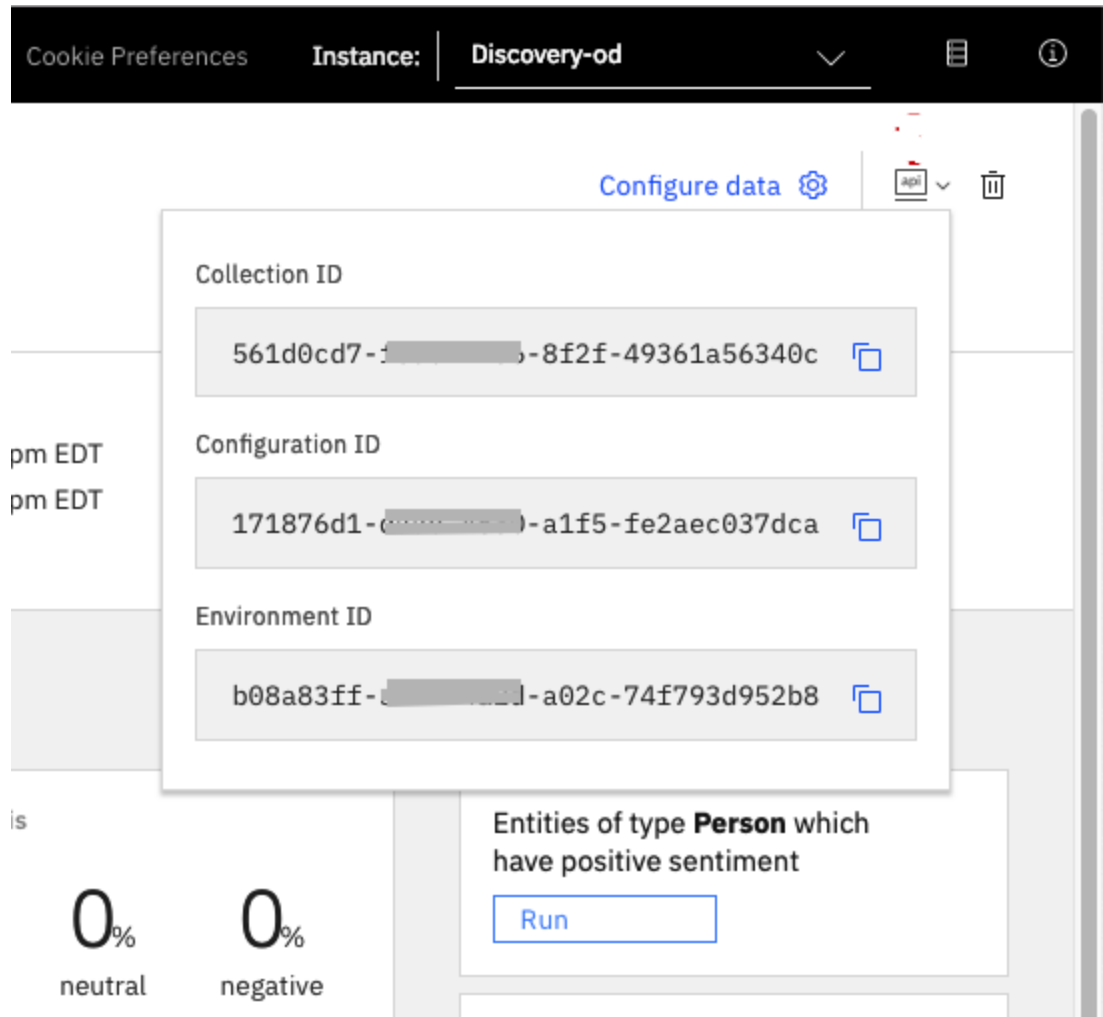 Cookie Preferences Instance: Discovery-od
Configure data api
Collection ID
561d0cd7- -8f2f-49361a56340c
pm EDT
Configuration ID
pm EDT
171876d1- -a1f5-fe2aec037dca
Environment ID
b08a83ff- -a02c-74f793d952b8
is
Entities of type Person which
have positive sentiment
Run
0% 0%
neutral negative